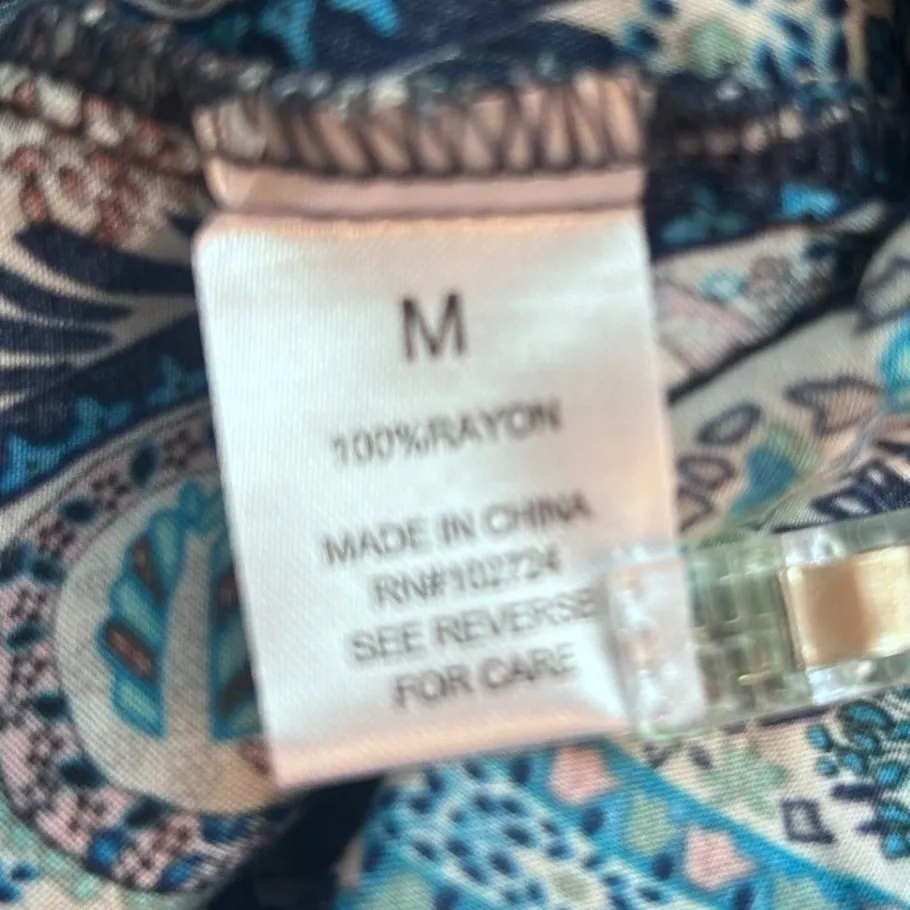 M
100%RAYON
MADE IN CHINA
RN#102724
SEE REVERSE
FOR CARE